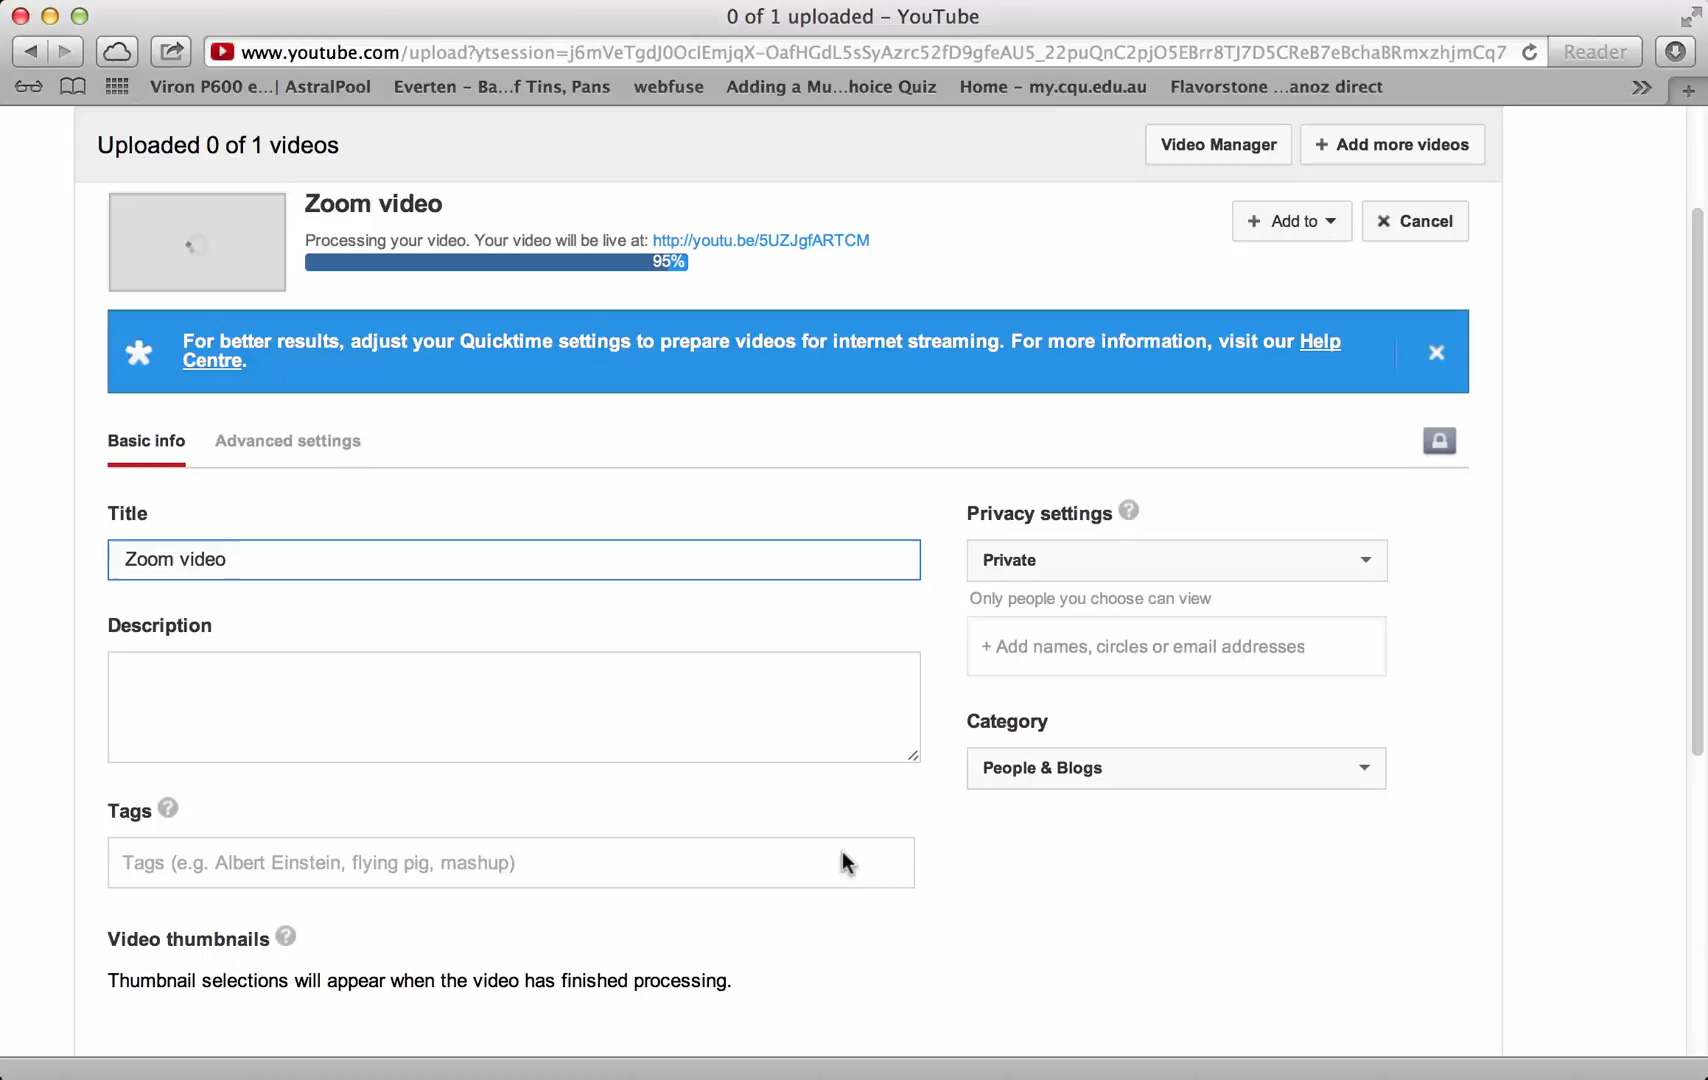 0 of 1 uploaded – YouTube
www.youtube.com/upload?ytsession=j6mVeTgdJ0OclEmjqX-OafHGdL5sSyAzrc52fD9gfeAU5_22puQnC2pjO5EBrr8TJ7D5CReB7eBchaBRmxzhjmCq7
Reader
Viron P600 e...| AstralPool Everten – Ba...f Tins, Pans webfuse Adding a Mu...hoice Quiz Home – my.cqu.edu.au Flavorstone ...anoz direct
Uploaded 0 of 1 videos
Video Manager
+ Add more videos
Zoom video
Processing your video. Your video will be live at: http://youtu.be/5UZJgfARTCM
95%
+ Add to
Cancel
For better results, adjust your Quicktime settings to prepare videos for internet streaming. For more information, visit our Help
Centre.
Basic info
Advanced settings
Title
Zoom video
Description
Tags
Tags (e.g. Albert Einstein, flying pig, mashup)
Video thumbnails
Thumbnail selections will appear when the video has finished processing.
Privacy settings
Private
Only people you choose can view
+ Add names, circles or email addresses
Category
People & Blogs